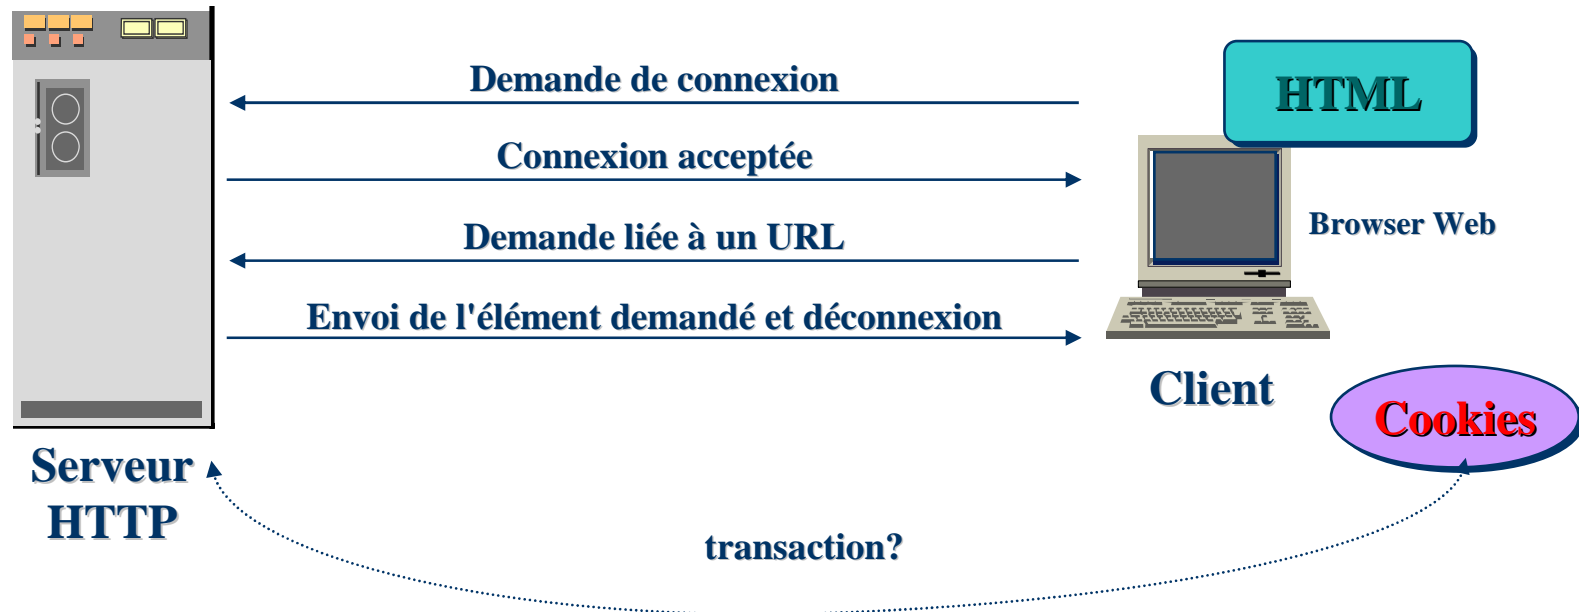 Demande de connexion
HTML
Connexion acceptée
Browser Web
Demande liée à un URL
Envoi de l'élément demandé et déconnexion
Client
Cookies
Serveur
HTTP
transaction?